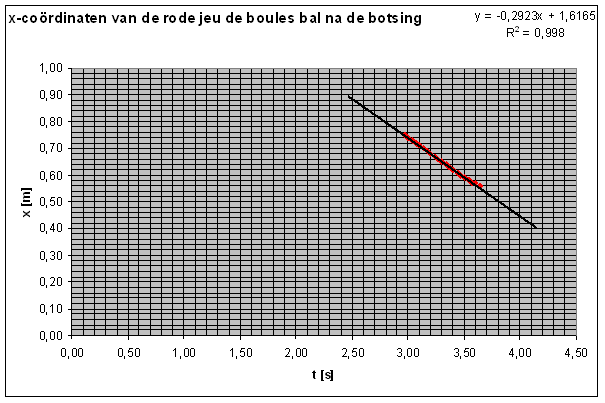 x-coördinaten van de rode jeu de boules bal na de botsing
y = -0,2923x + 1,6165
R² = 0,998
1,00
0,90
0,80
0,70
0,60
0,50
0,40
0,30
0,20
0,10
0,00
x [m]
0,00 0,50 1,00 1,50 2,00 2,50 3,00 3,50 4,00 4,50
t [s]